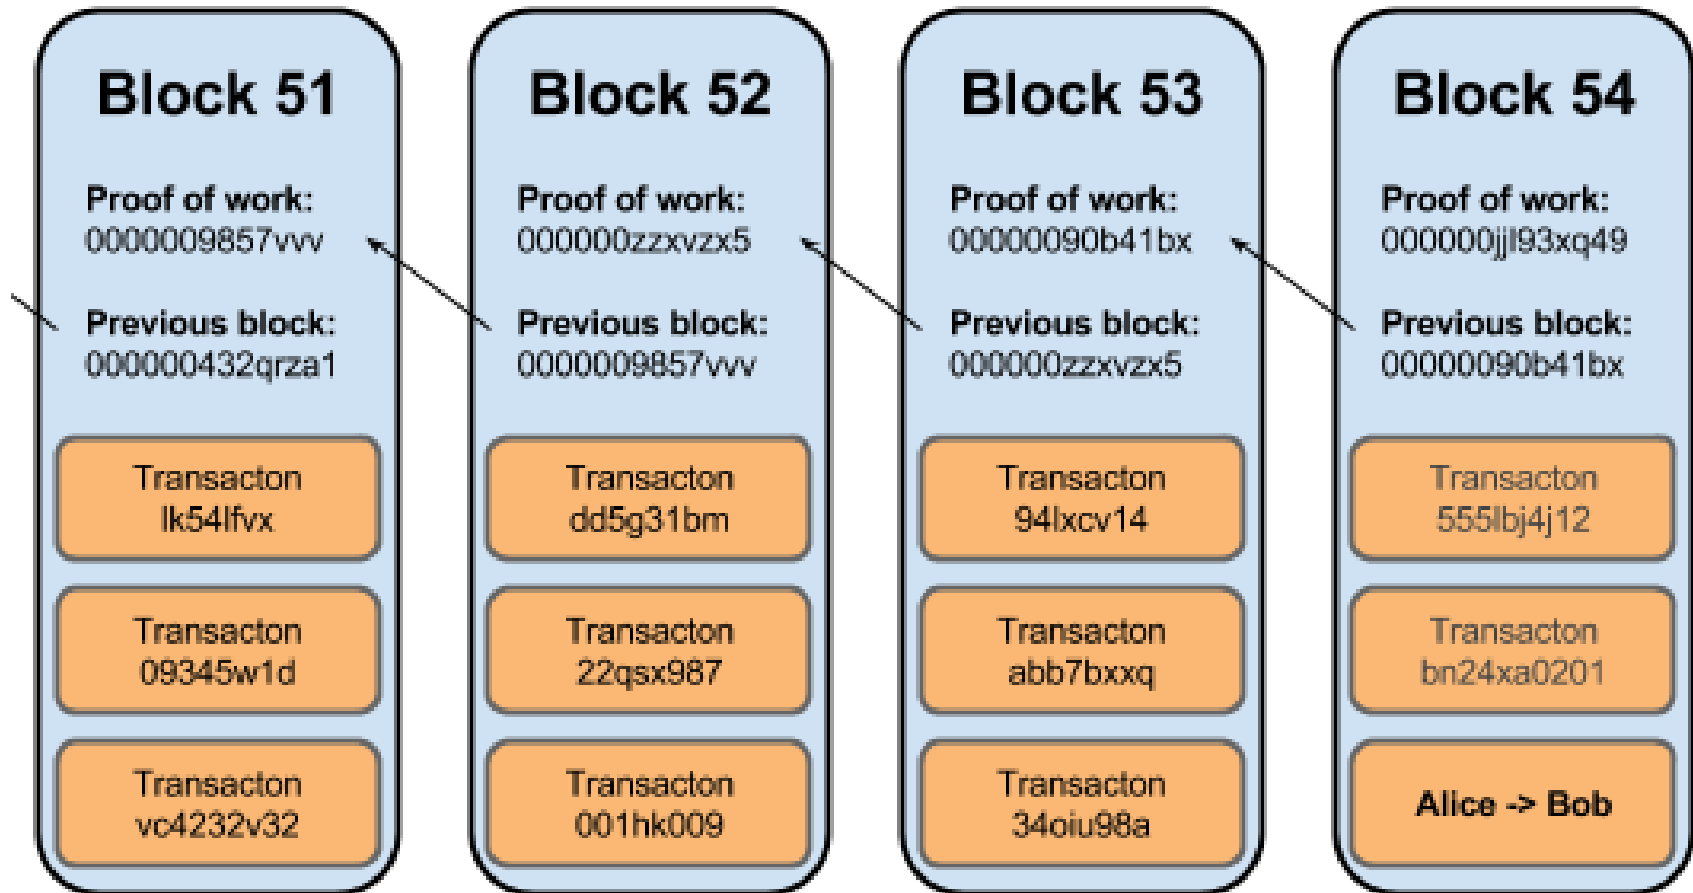 Block 51
Proof of work:
0000009857vvv
Previous block:
000000432qrza1
Transacton
lk54lfvx
Transacton
09345w1d
Transacton
vc4232v32
Block 52
Proof of work:
000000zzxvzx5
Previous block:
0000009857vvv
Transacton
dd5g31bm
Transacton
22qsx987
Transacton
001hk009
Block 53
Proof of work:
00000090b41bx
Previous block:
000000zzxvzx5
Transacton
94lxcv14
Transacton
abb7bxxq
Transacton
34oiu98a
Block 54
Proof of work:
000000jjl93xq49
Previous block:
00000090b41bx
Transacton
555lbj4j12
Transacton
bn24xa0201
Alice -> Bob